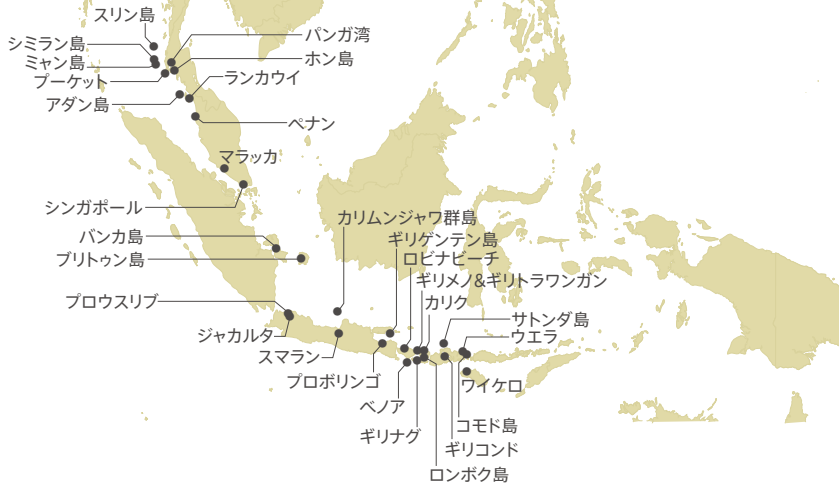 スリン島
シミラン島
ミャン島
プーケット
アダン島
パンガ湾
ホン島
ランカウイ
ペナン
マラッカ
シンガポール
バンカ島
ブリトゥン島
プロウスリブ
ジャカルタ
スマラン
プロボリンゴ
カリムンジャワ群島
ギリゲンテン島
ロビナビーチ
ギリメノ&ギリトラワンガン
カリク
サトンダ島
ウエラ
ワイケロ
ベノア
ギリナグ
コモド島
ギリコンド
ロンボク島